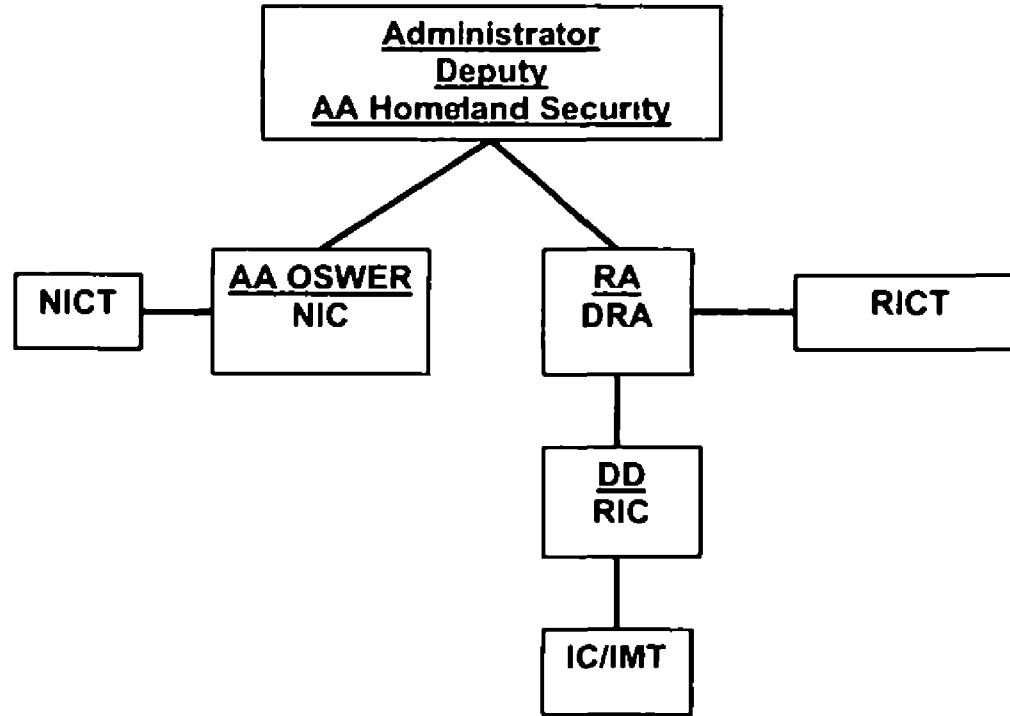 Administrator
Deputy
AA Homeland Security
NICT
AA OSWER
NIC
RA
DRA
RICT
DD
RIC
IC/IMT